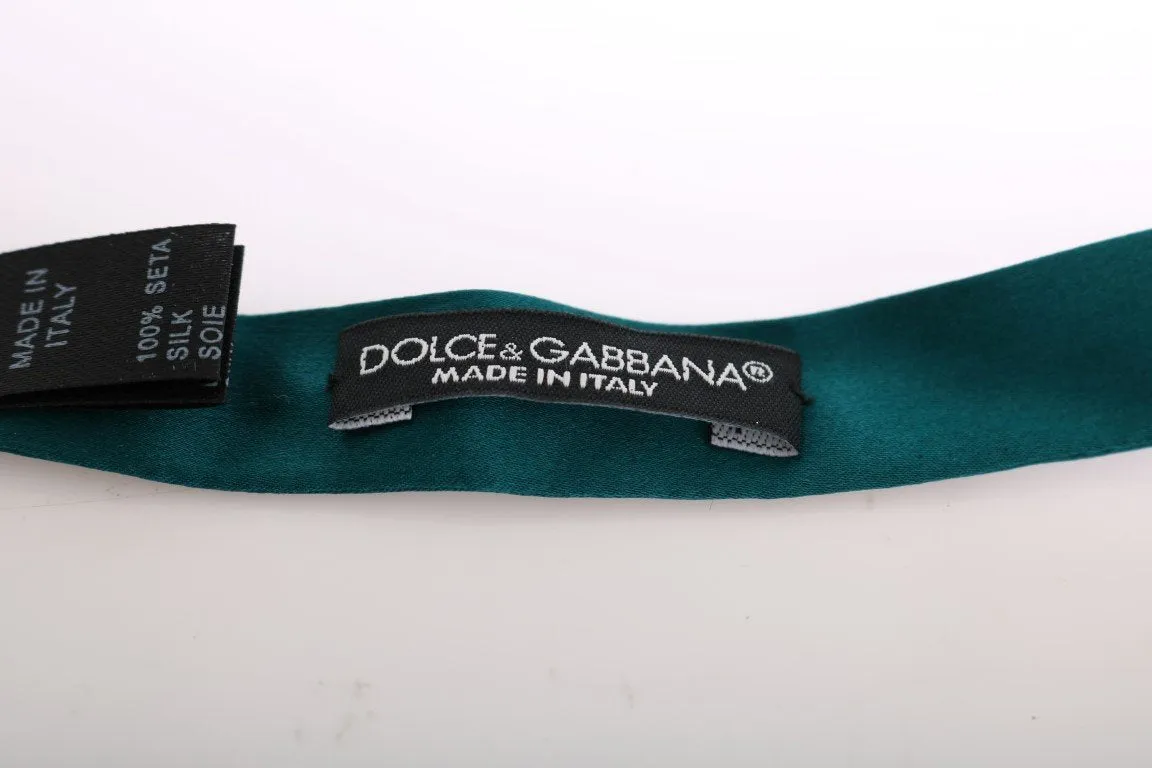 MADE IN
ITALY
100% SETA
SILK
SOIE
DOLCE & GABBANA®
MADE IN ITALY